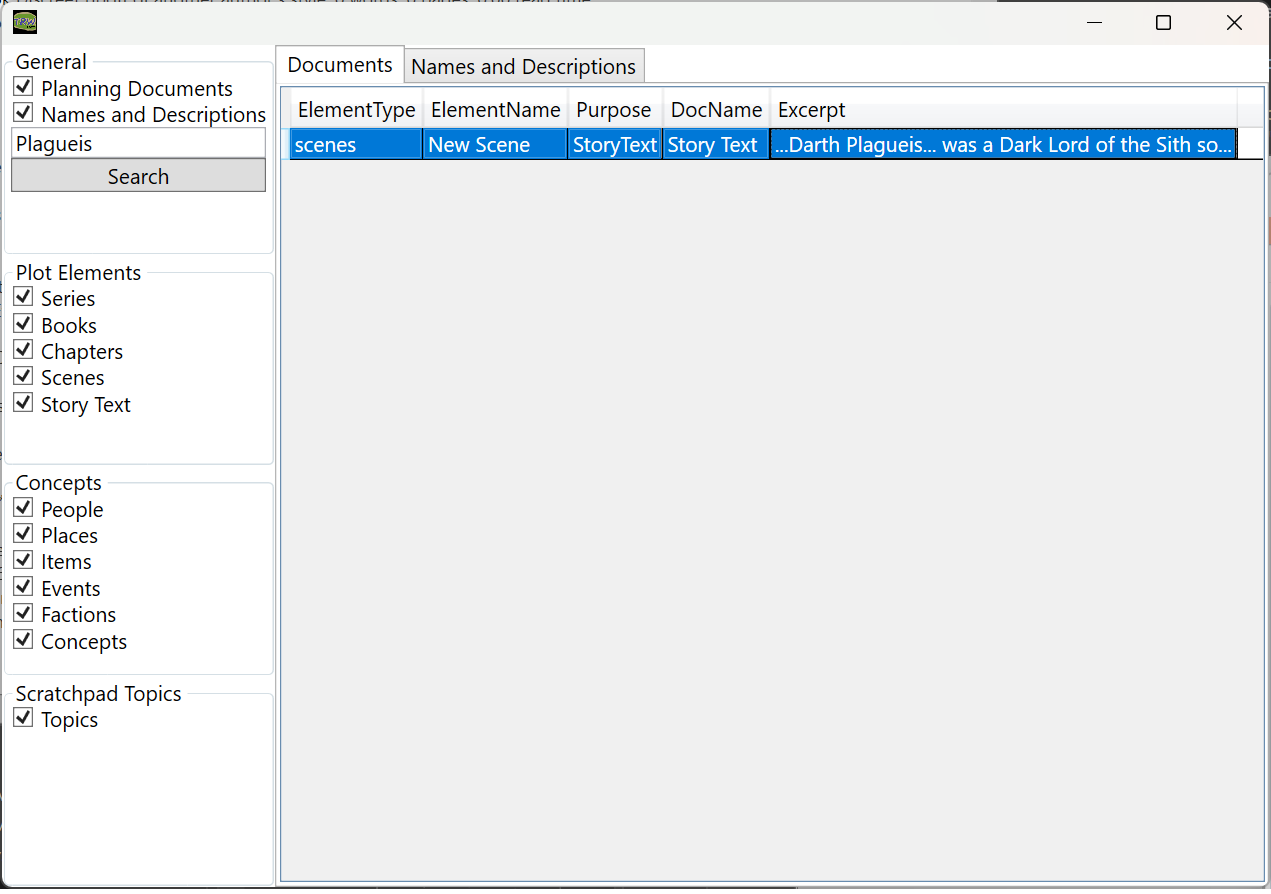 General
Planning Documents
Names and Descriptions
Plagueis
Search
Plot Elements
Series
Books
Chapters
Scenes
Story Text
Concepts
People
Places
Items
Events
Factions
Concepts
Scratchpad Topics
Topics
Documents Names and Descriptions
ElementType ElementName Purpose DocName Excerpt
scenes New Scene StoryText Story Text ...Darth Plagueis... was a Dark Lord of the Sith so...